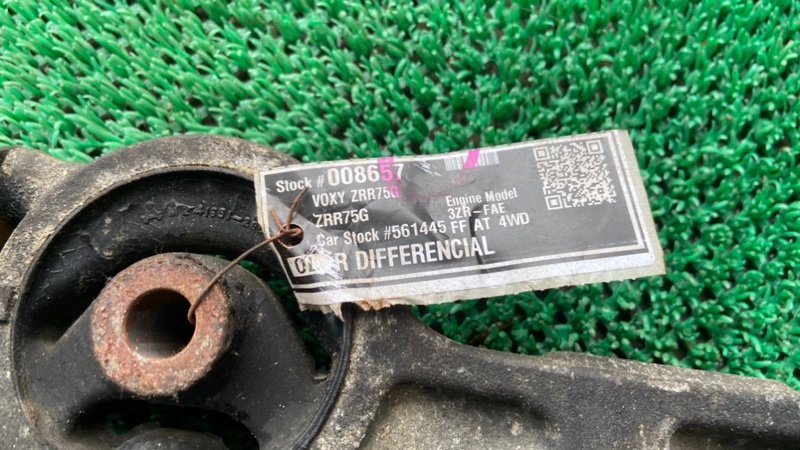 Stock # 008657
VOXY ZRR75G
ZRR75G
Engine Model
3ZR-FAE
Car Stock #561445 FF AT 4WD
DIFFERENCIAL